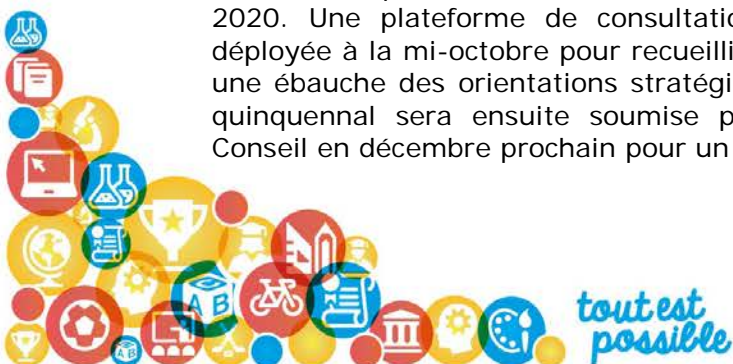 2020. Une plateforme de consultatio
déployée à la mi-octobre pour recueilli
une ébauche des orientations stratégi
quinquennal sera ensuite soumise p
Conseil en décembre prochain pour un
A B
A B
tout est
possible